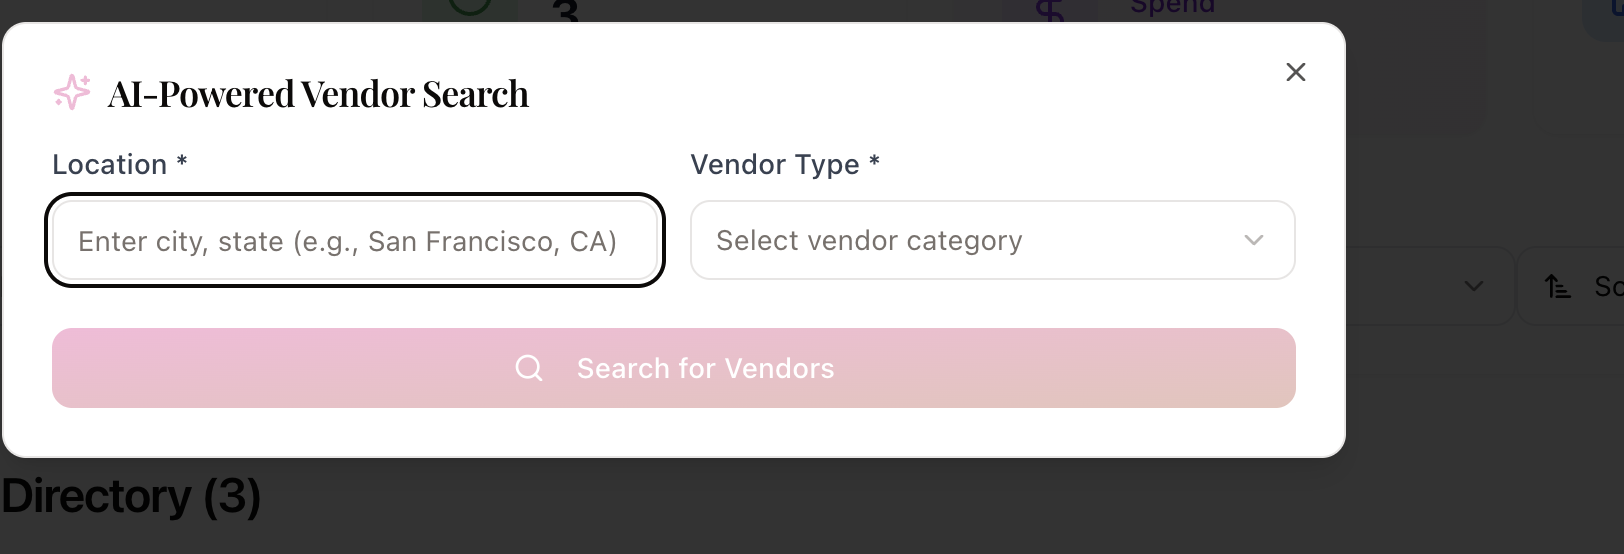 3
Spend
AI-Powered Vendor Search
Location *
Vendor Type *
Enter city, state (e.g., San Francisco, CA)
Select vendor category
Search for Vendors
Directory (3)